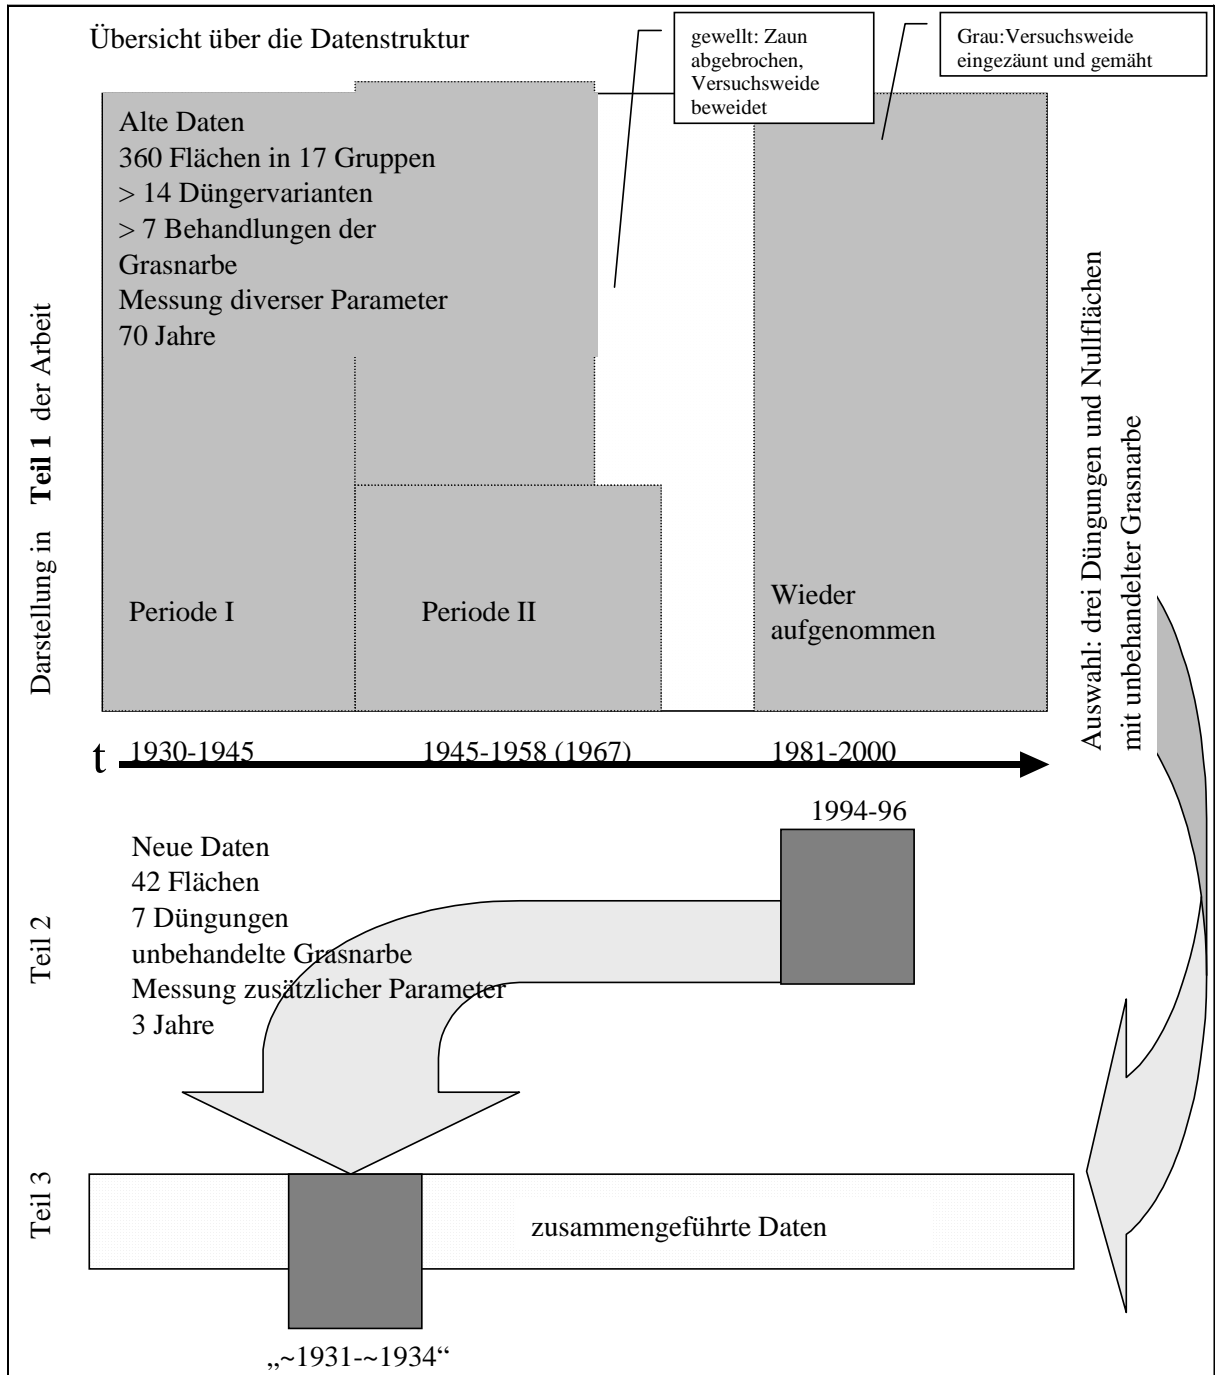 Übersicht über die Datenstruktur
gewellt: Zaun
abgebrochen,
Versuchsweide
beweidet
Grau:Versuchsweide
eingezäunt und gemäht
Alte Daten
360 Flächen in 17 Gruppen
> 14 Düngervarianten
> 7 Behandlungen der
Grasnarbe
Messung diverser Parameter
70 Jahre
Darstellung in Teil 1 der Arbeit
Periode I
Periode II
Wieder
aufgenommen
Auswahl: drei Düngungen und Nullflächen
mit unbehandelter Grasnarbe
t
1930-1945
1945-1958 (1967)
1981-2000
1994-96
Teil 2
Neue Daten
42 Flächen
7 Düngungen
unbehandelte Grasnarbe
Messung zusätzlicher Parameter
3 Jahre
Teil 3
zusammengeführte Daten
„~1931-~1934“